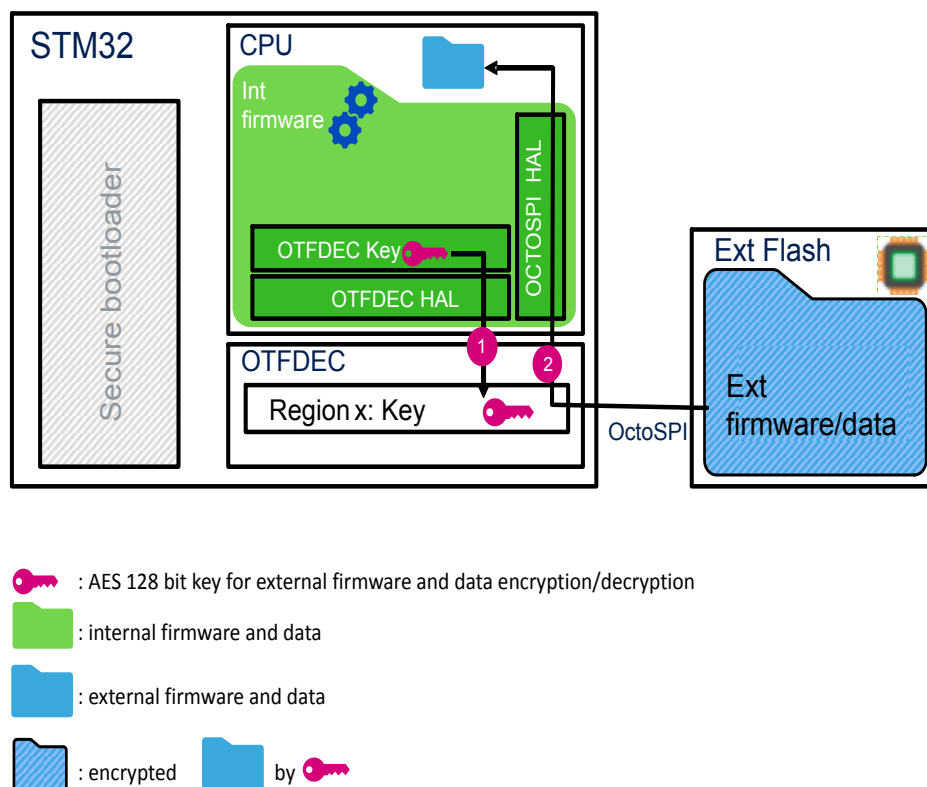 STM32
CPU
Int
firmware
OCTOSPI HAL
OTFDEC Key
OTFDEC HAL
Secure bootloader
1
2
OTFDEC
Region x: Key
OctoSPI
Ext Flash
Ext
firmware/data
: AES 128 bit key for external firmware and data encryption/decryption
: internal firmware and data
: external firmware and data
: encrypted by